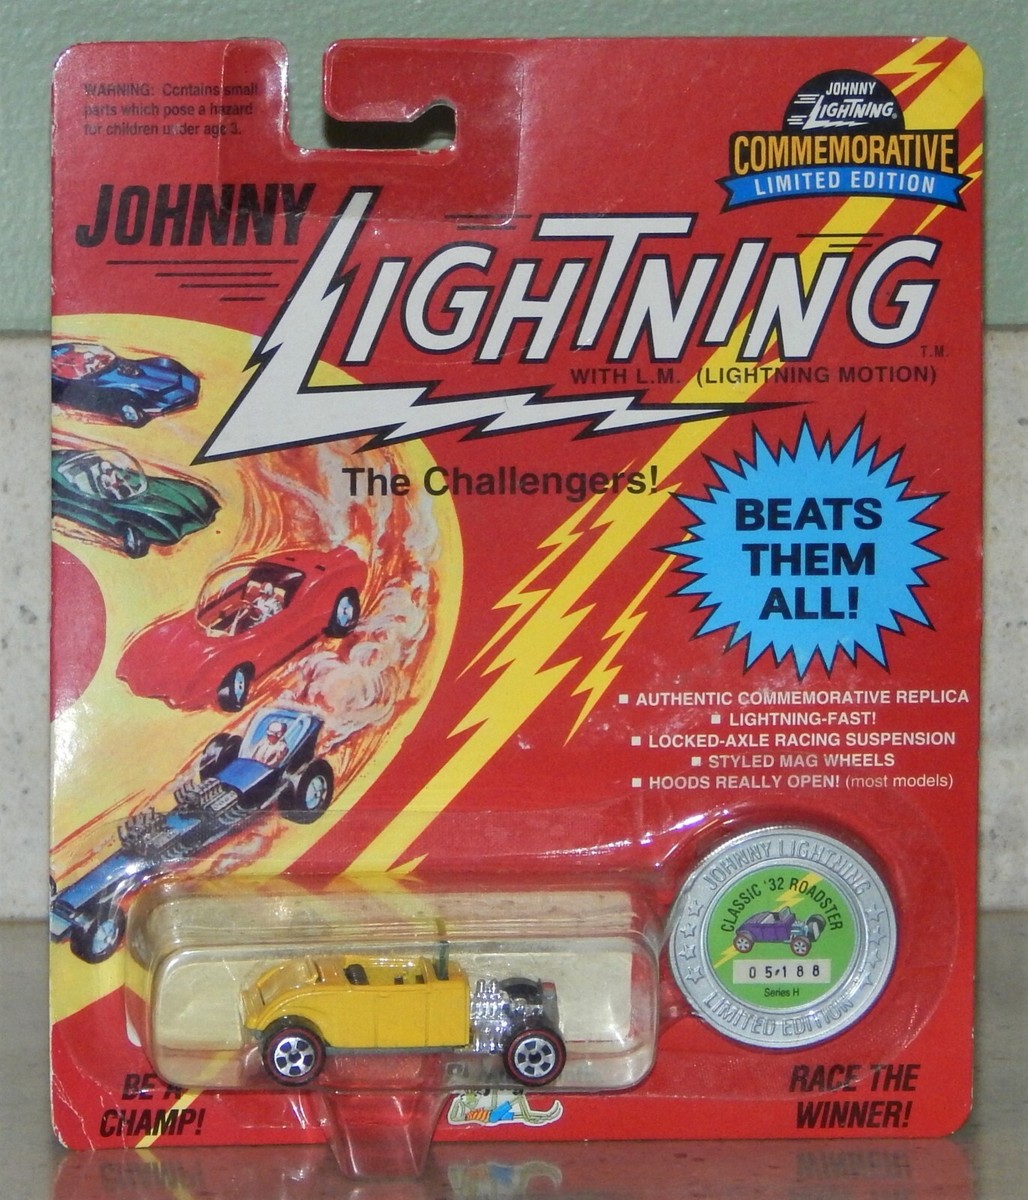 WARNING: Contains small
parts which pose a hazard
for children under age 3.
JOHNNY
LIGHTNING®
COMMEMORATIVE
LIMITED EDITION
JOHNNY
LIGHTNING
T.M.
WITH L.M. (LIGHTNING MOTION)
The Challengers!
BEATS
THEM
ALL!
AUTHENTIC COMMEMORATIVE REPLICA
LIGHTNING-FAST!
LOCKED-AXLE RACING SUSPENSION
STYLED MAG WHEELS
HOODS REALLY OPEN! (most models)
JOHNNY LIGHTNING
CLASSIC '32 ROADSTER
05188
Series H
LIMITED EDITION
BE A
CHAMP!
RACE THE
WINNER!